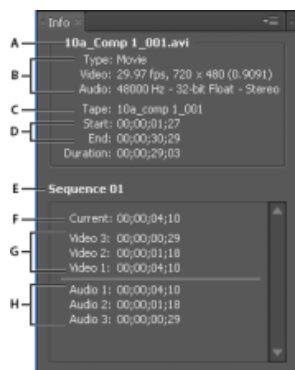 Info ×
A 10a_Comp 1_001.avi
B Type: Movie
Video: 29.97 fps, 720 x 480 (0.9091)
Audio: 48000 Hz - 32-bit Float - Stereo
C Tape: 10a_comp 1_001
D Start: 00;00;01;27
End: 00;00;30;29
Duration: 00;00;29;03
E Sequence 01
F Current: 00;00;04;10
G Video 3: 00;00;00;29
Video 2: 00;00;01;18
Video 1: 00;00;04;10
H Audio 1: 00;00;04;10
Audio 2: 00;00;01;18
Audio 3: 00;00;00;29